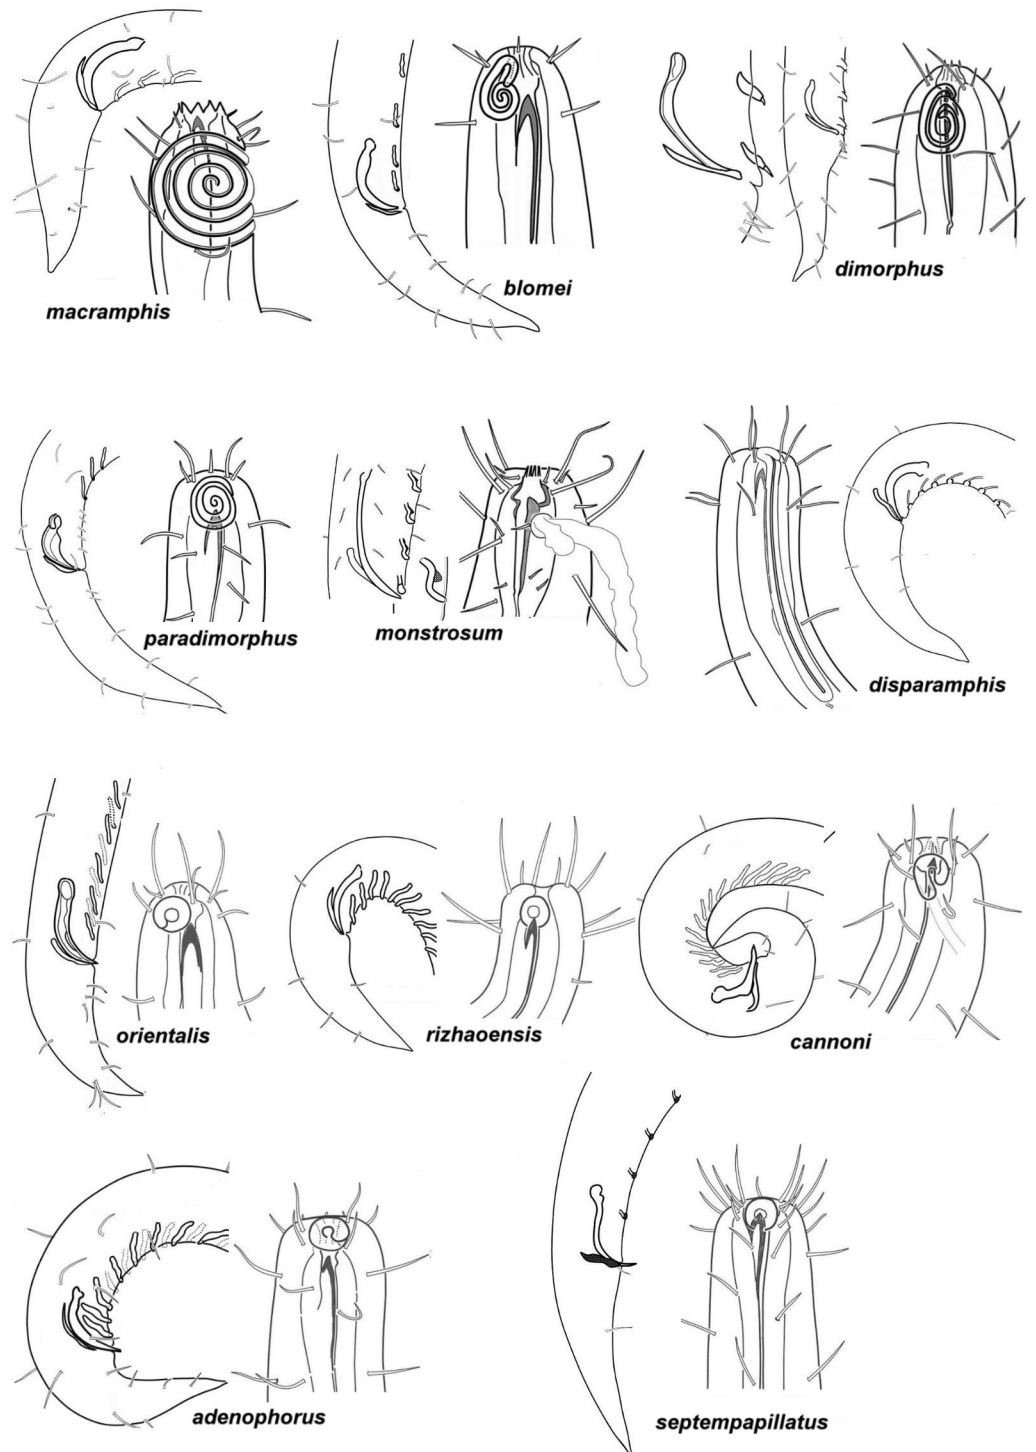 macramphis
blomei
dimorphus
paradimorphus
monstrosum
disparamphis
orientalis
rizhaoensis
cannoni
adenophorus
septempapillatus